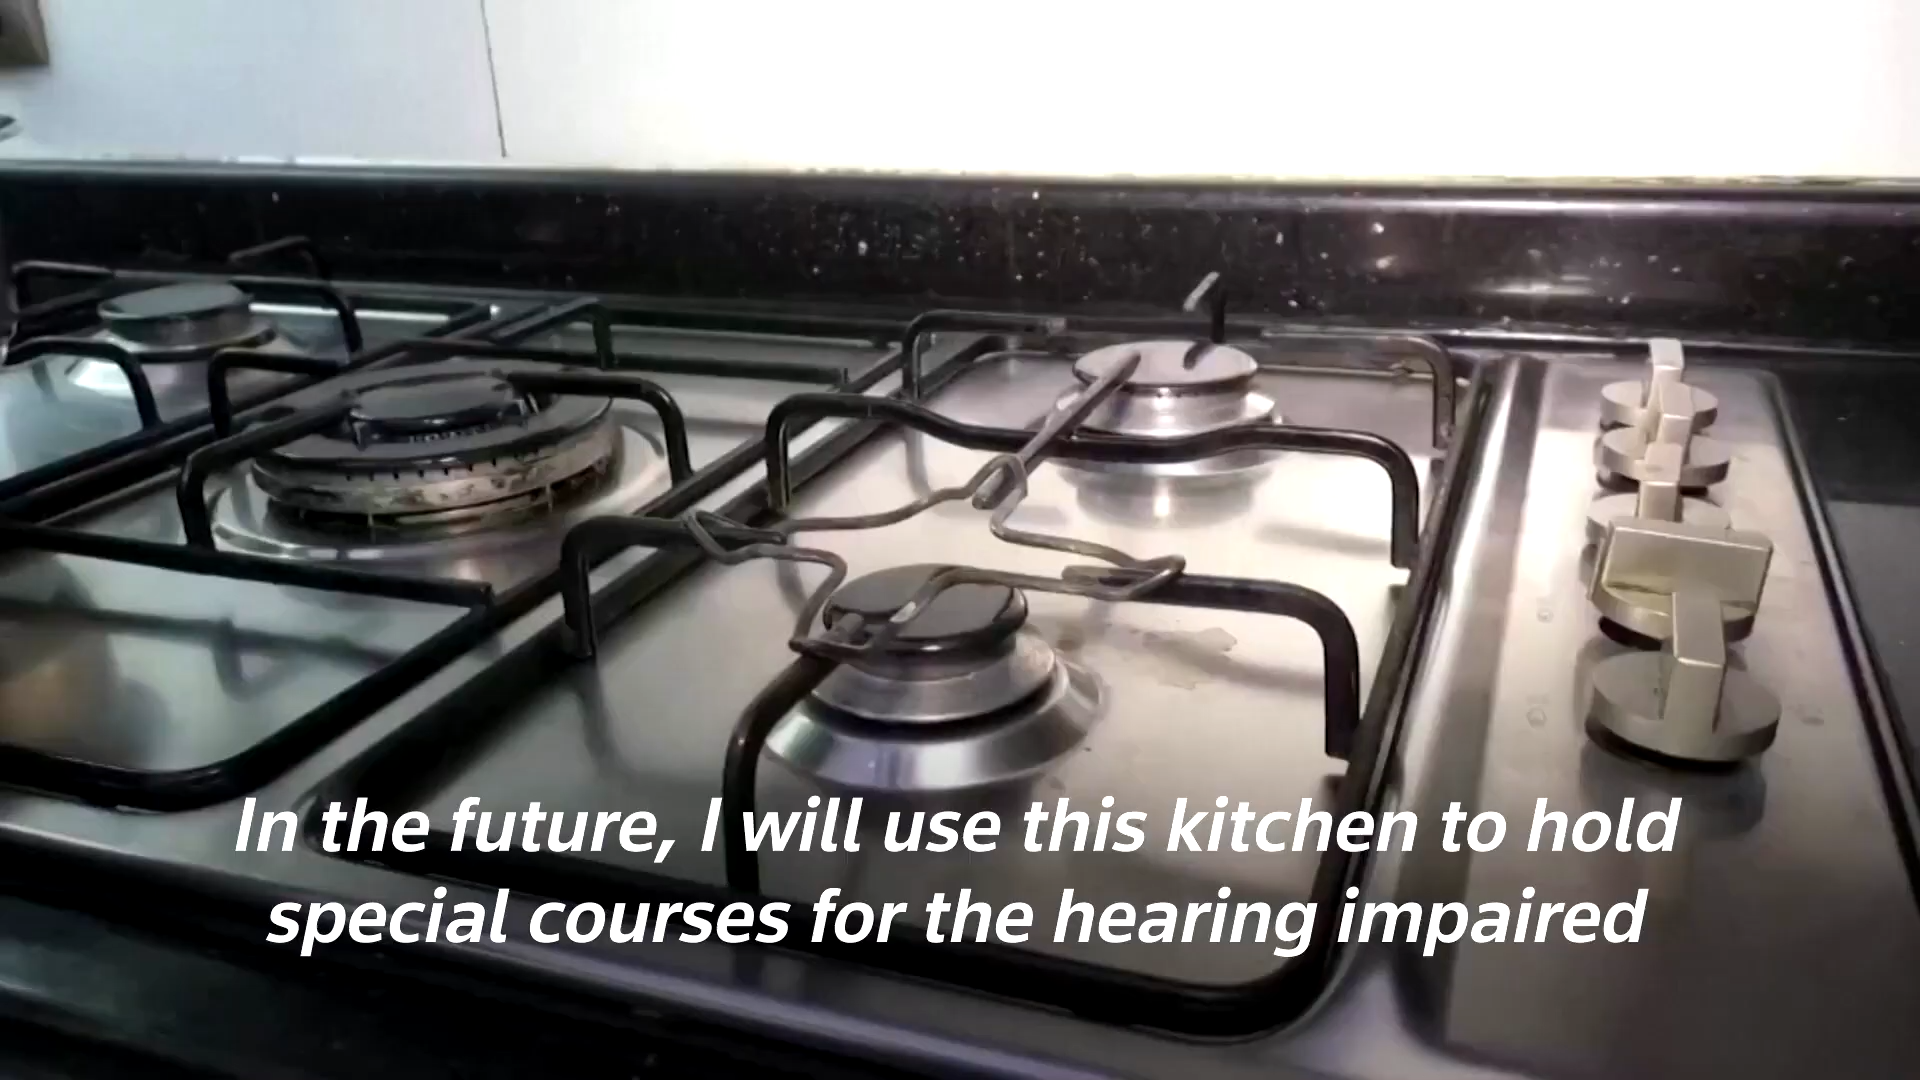 In the future, I will use this kitchen to hold
special courses for the hearing impaired